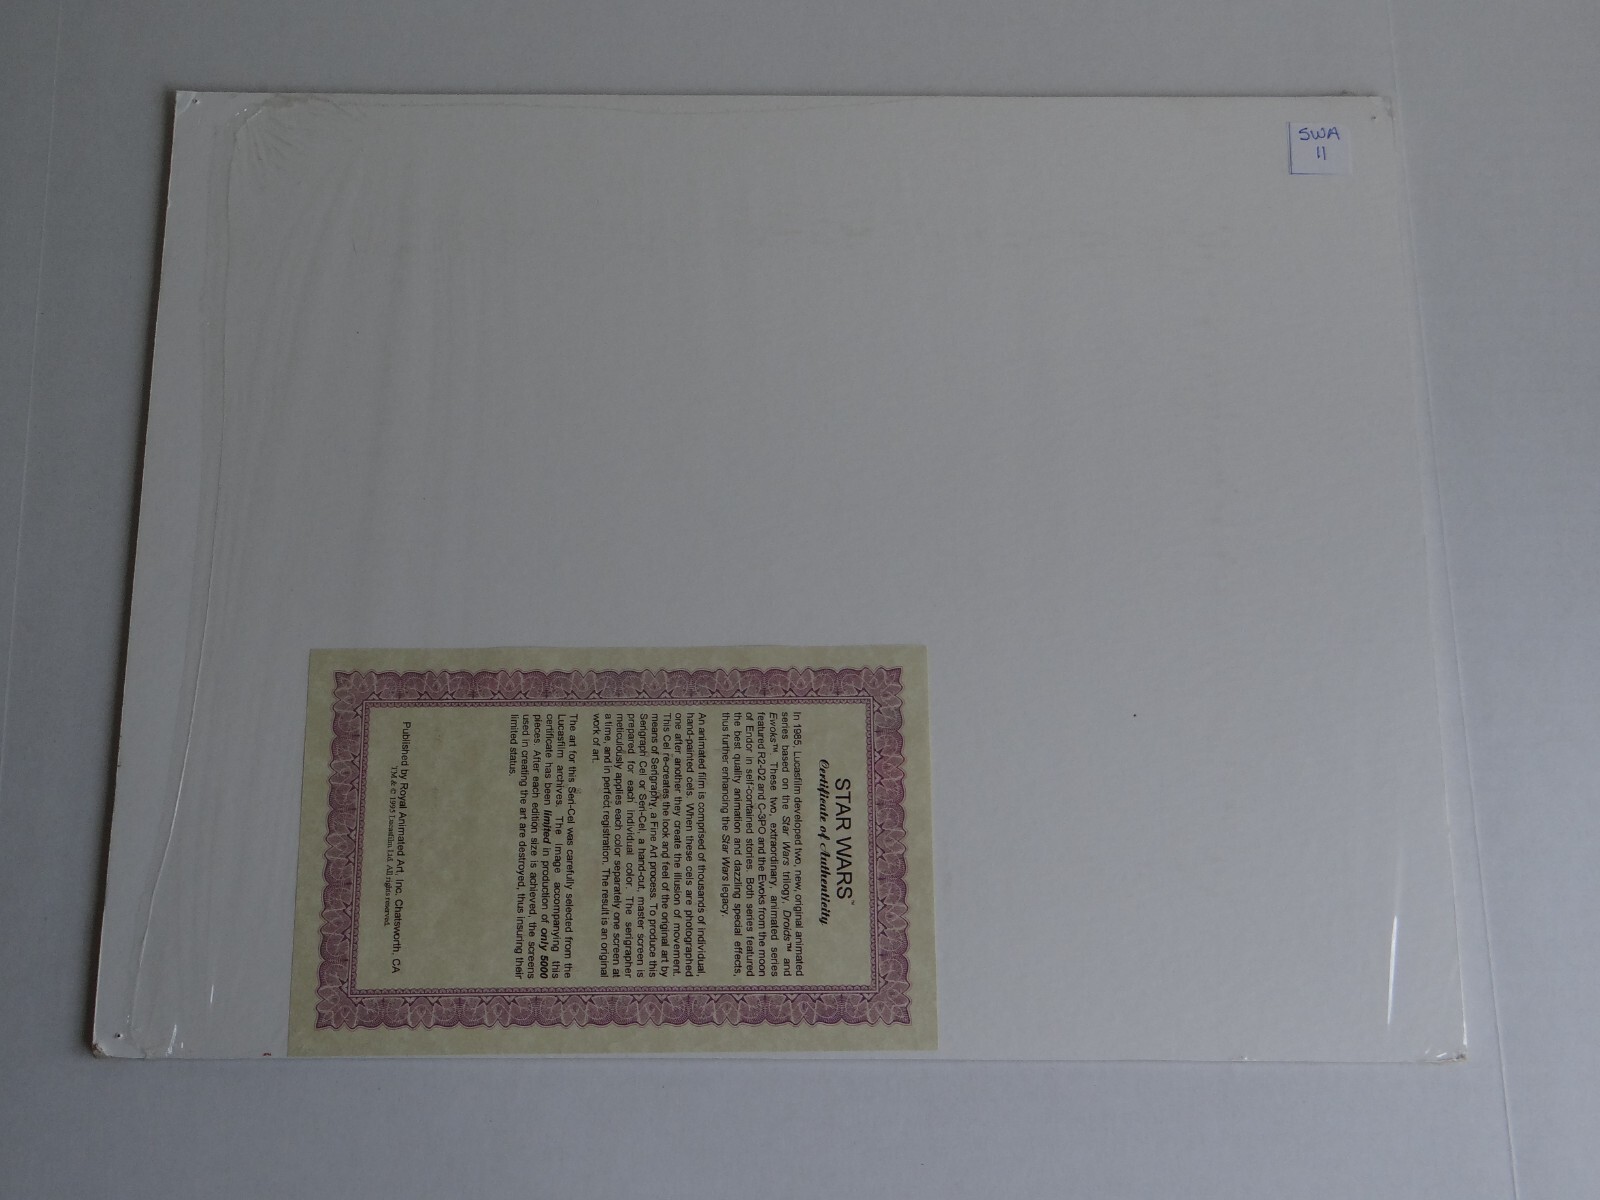 SWA
11
STAR WARS™
Certificate of Authenticity
In 1985, Lucasfilm developed two, new, original animated
series based on the Star Wars trilogy, Droids™ and
Ewoks™. These two, extraordinary, animated series
featured R2-D2 and C-3PO and the Ewoks from the moon
of Endor in self-contained stories. Both series featured
the best quality animation and dazzling special effects,
thus further enhancing the Star Wars legacy.
An animated film is comprised of thousands of individual,
hand-painted cels. When these cels are photographed
one after another they create the illusion of movement.
This Cel re-creates the look and feel of the original art by
means of Serigraphy, a Fine Art process. To produce this
Serigraph Cel or Seri-Cel, a hand-cut, master screen is
prepared for each individual color. The serigrapher
meticulously applies each color separately one screen at
a time, and in perfect registration. The result is an original
work of art.
The art for this Seri-Cel was carefully selected from the
Lucasfilm archives. The Image accompanying this
certificate has been limited in production of only 5000
pieces. After each edition size is achieved, the screens
used in creating the art are destroyed, thus insuring their
limited status.
Published by Royal Animated Art, Inc. Chatsworth, CA
TM & © 1995 Lucasfilm Ltd. All rights reserved.